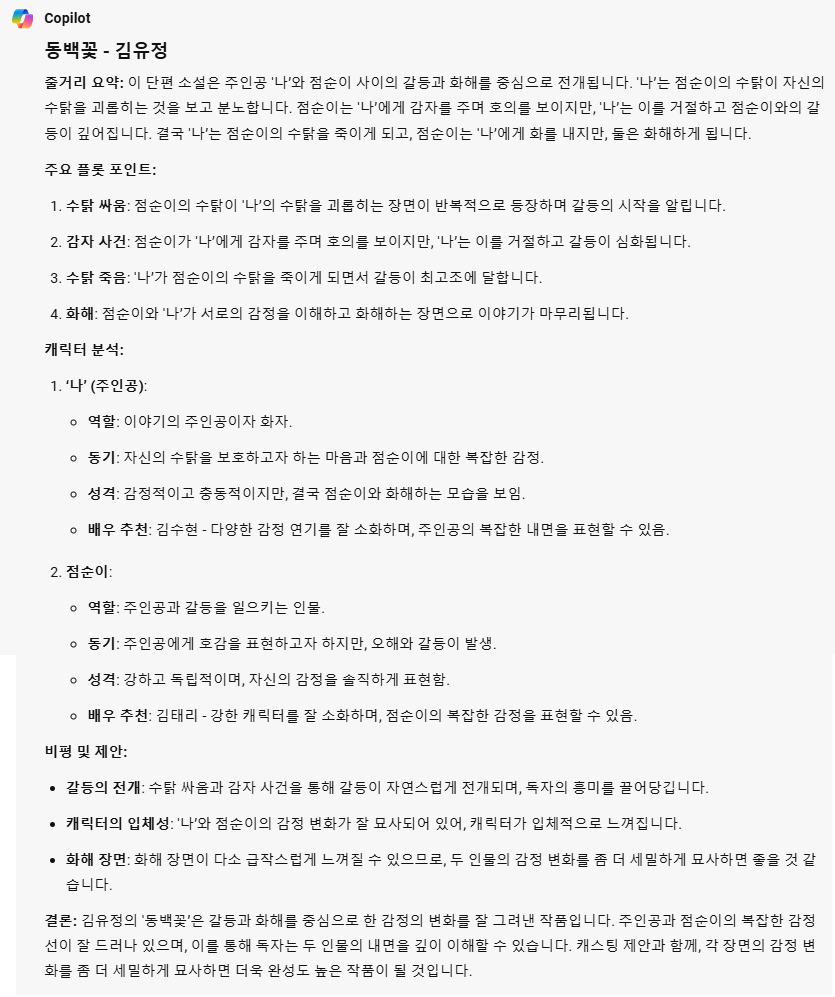 Copilot
동백꽃 - 김유정
줄거리 요약: 이 단편 소설은 주인공 '나'와 점순이 사이의 갈등과 화해를 중심으로 전개됩니다. '나'는 점순이의 수탉이 자신의
수탉을 괴롭히는 것을 보고 분노합니다. 점순이는 '나'에게 감자를 주며 호의를 보이지만, '나'는 이를 거절하고 점순이와의 갈
등이 깊어집니다. 결국 '나'는 점순이의 수탉을 죽이게 되고, 점순이는 '나'에게 화를 내지만, 둘은 화해하게 됩니다.
주요 플롯 포인트:
1. 수탉 싸움: 점순이의 수탉이 '나'의 수탉을 괴롭히는 장면이 반복적으로 등장하며 갈등의 시작을 알립니다.
2. 감자 사건: 점순이가 '나'에게 감자를 주며 호의를 보이지만, '나'는 이를 거절하고 갈등이 심화됩니다.
3. 수탉 죽음: '나'가 점순이의 수탉을 죽이게 되면서 갈등이 최고조에 달합니다.
4. 화해: 점순이와 '나'가 서로의 감정을 이해하고 화해하는 장면으로 이야기가 마무리됩니다.
캐릭터 분석:
1. '나' (주인공):
○ 역할: 이야기의 주인공이자 화자.
○ 동기: 자신의 수탉을 보호하고자 하는 마음과 점순이에 대한 복잡한 감정.
○ 성격: 감정적이고 충동적이지만, 결국 점순이와 화해하는 모습을 보임.
○ 배우 추천: 김수현 - 다양한 감정 연기를 잘 소화하며, 주인공의 복잡한 내면을 표현할 수 있음.
2. 점순이:
○ 역할: 주인공과 갈등을 일으키는 인물.
○ 동기: 주인공에게 호감을 표현하고자 하지만, 오해와 갈등이 발생.
○ 성격: 강하고 독립적이며, 자신의 감정을 솔직하게 표현함.
○ 배우 추천: 김태리 - 강한 캐릭터를 잘 소화하며, 점순이의 복잡한 감정을 표현할 수 있음.
비평 및 제안:
• 갈등의 전개: 수탉 싸움과 감자 사건을 통해 갈등이 자연스럽게 전개되며, 독자의 흥미를 끌어당깁니다.
• 캐릭터의 입체성: '나'와 점순이의 감정 변화가 잘 묘사되어 있어, 캐릭터가 입체적으로 느껴집니다.
• 화해 장면: 화해 장면이 다소 급작스럽게 느껴질 수 있으므로, 두 인물의 감정 변화를 좀 더 세밀하게 묘사하면 좋을 것 같
습니다.
결론: 김유정의 '동백꽃'은 갈등과 화해를 중심으로 한 감정의 변화를 잘 그려낸 작품입니다. 주인공과 점순이의 복잡한 감정
선이 잘 드러나 있으며, 이를 통해 독자는 두 인물의 내면을 깊이 이해할 수 있습니다. 캐스팅 제안과 함께, 각 장면의 감정 변
화를 좀 더 세밀하게 묘사하면 더욱 완성도 높은 작품이 될 것입니다.